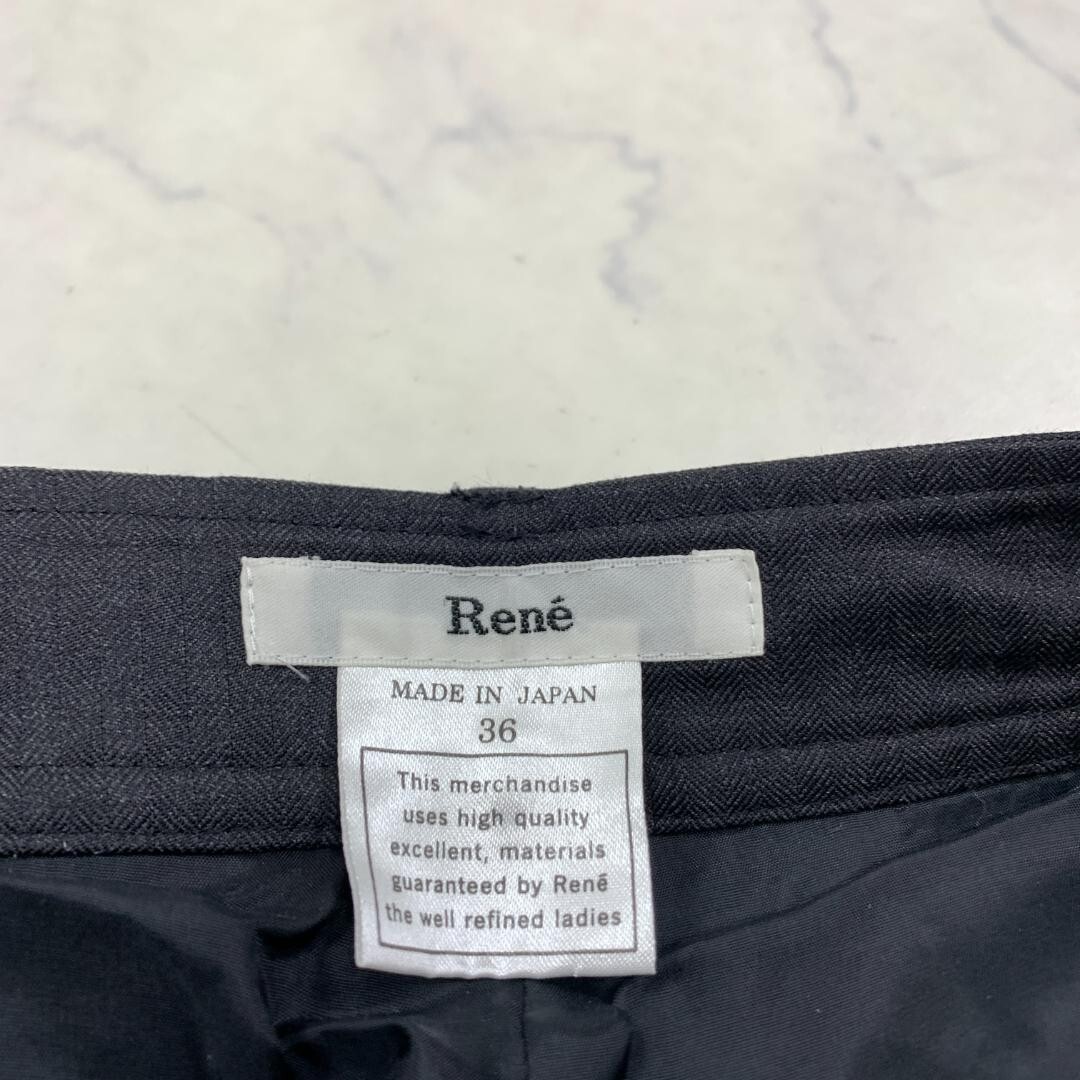 René
MADE IN JAPAN
36
This merchandise
uses high quality
excellent, materials
guaranteed by René
the well refined ladies